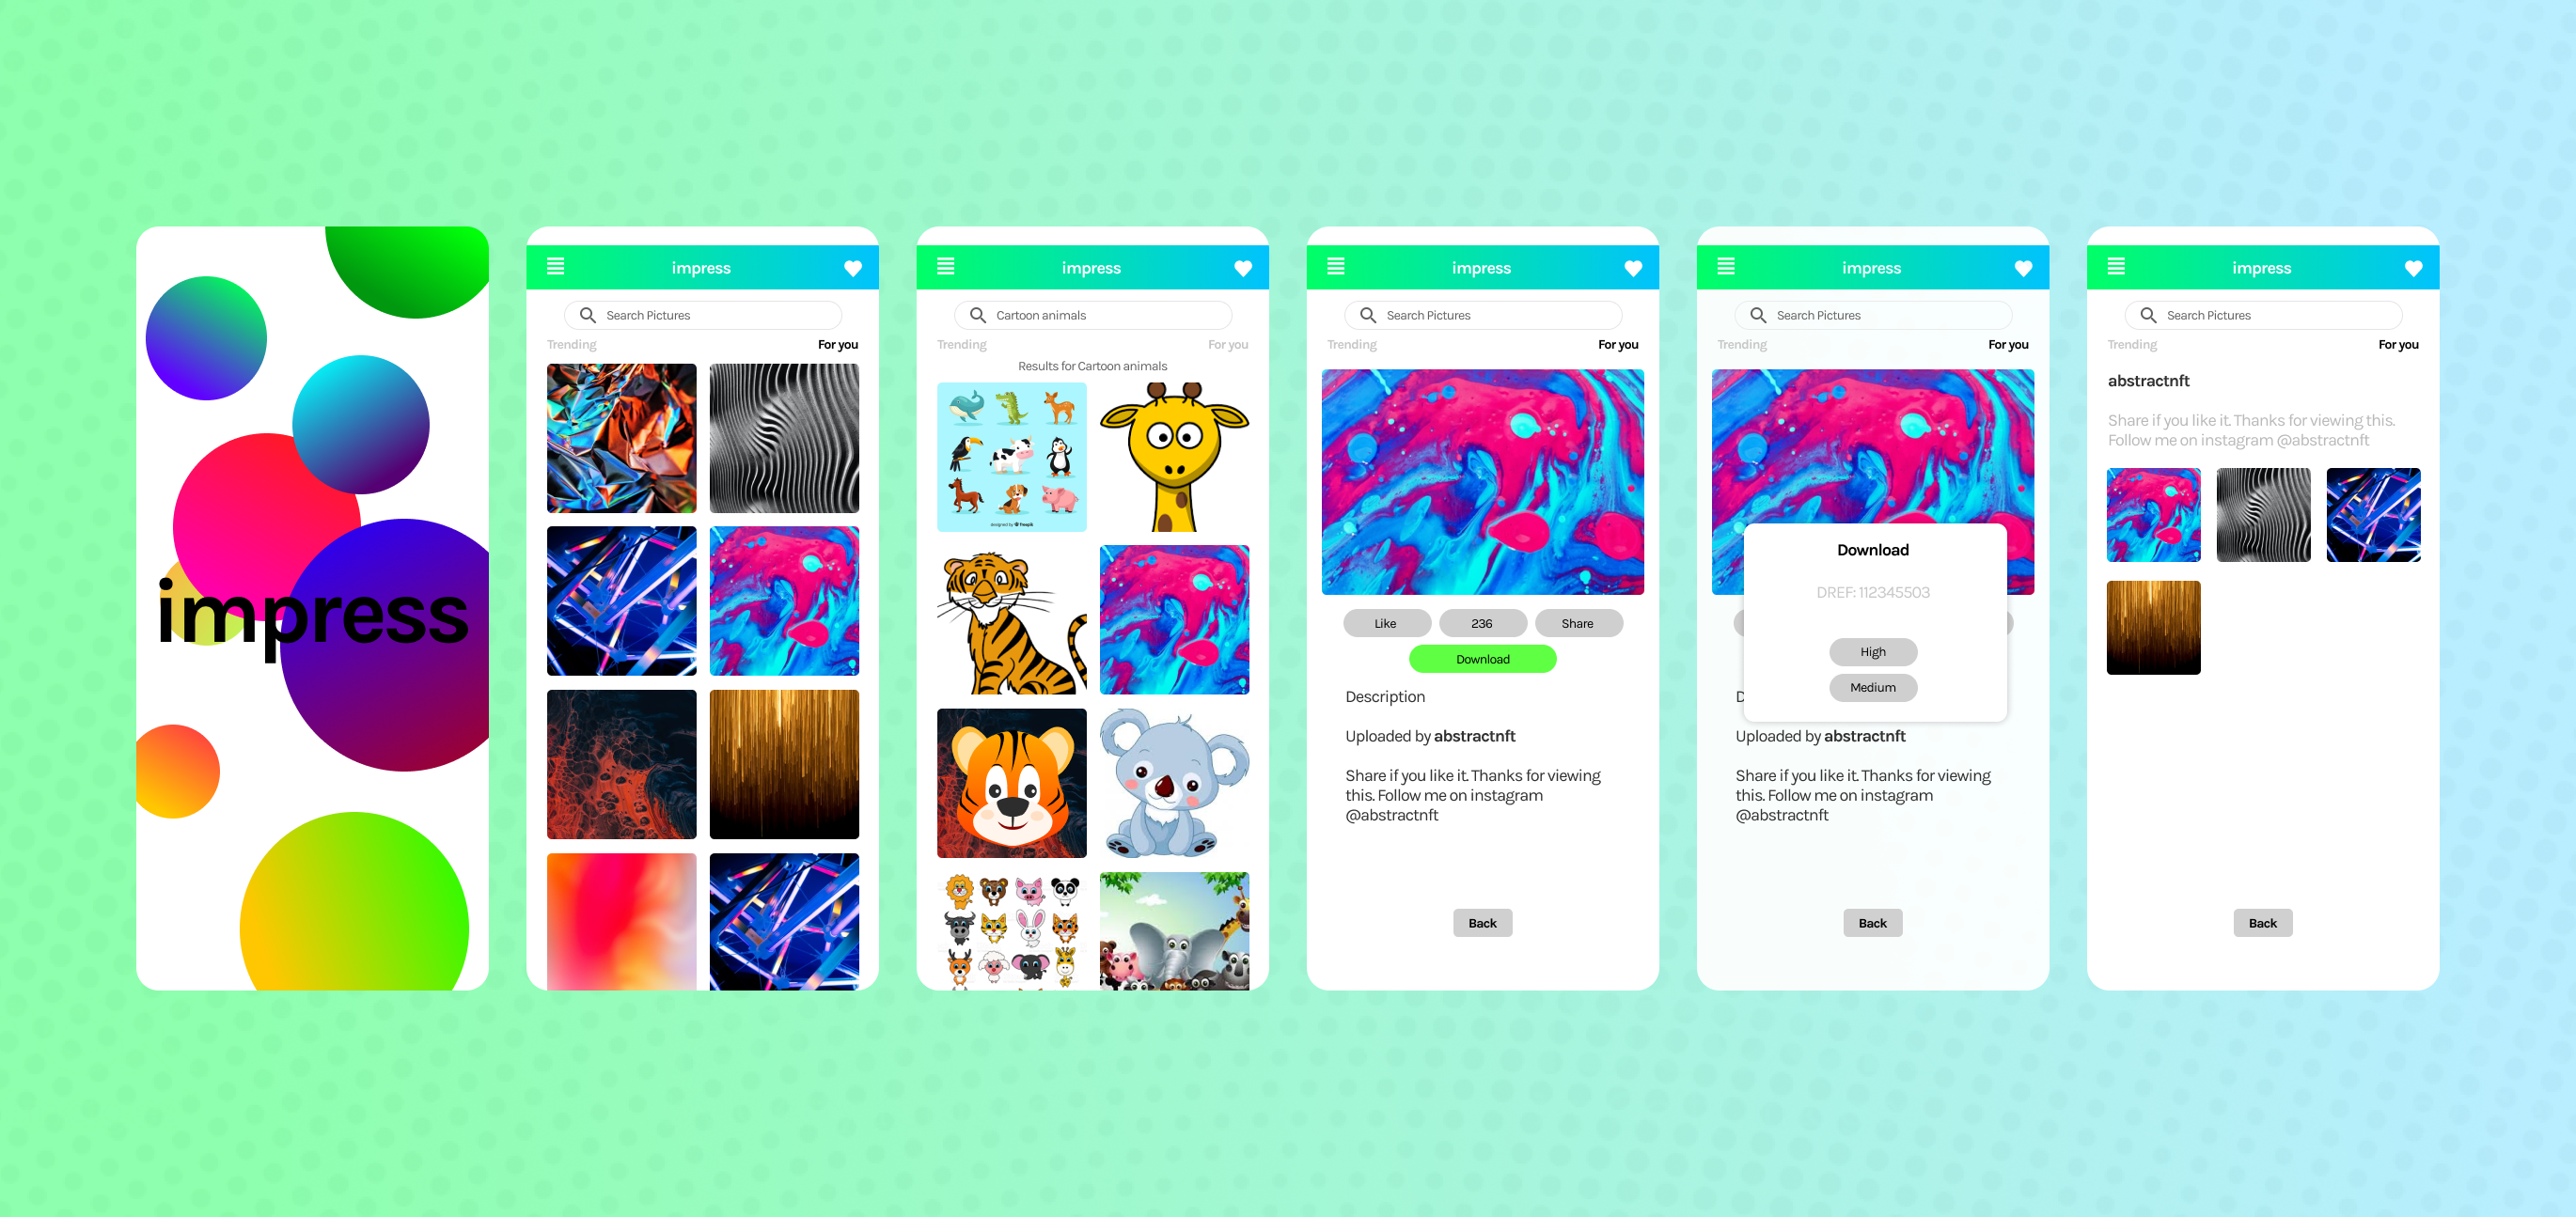 impress
impress
Search Pictures
Trending
For you
impress
Cartoon animals
Trending
For you
Results for Cartoon animals
designed by freepik
impress
Search Pictures
Trending
For you
Like
236
Share
Download
Description
Uploaded by abstractnft
Share if you like it. Thanks for viewing
this. Follow me on instagram
@abstractnft
Back
impress
Search Pictures
Trending
For you
Download
DREF: 112345503
High
Medium
D
Uploaded by abstractnft
Share if you like it. Thanks for viewing
this. Follow me on instagram
@abstractnft
Back
impress
Search Pictures
Trending
For you
abstractnft
Share if you like it. Thanks for viewing this.
Follow me on instagram @abstractnft
Back